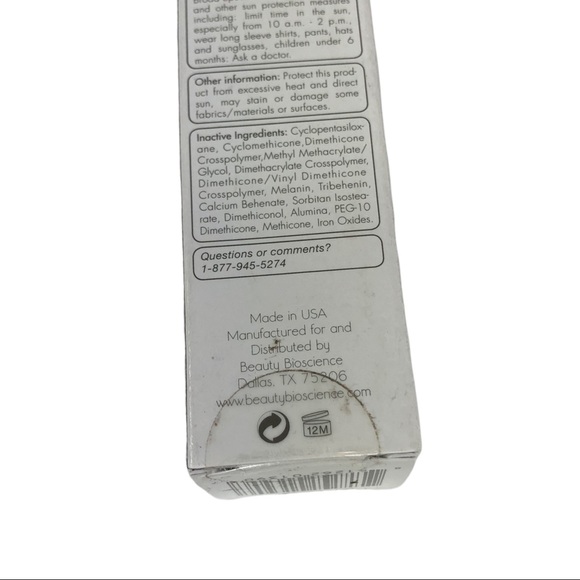 and other sun protection measures
including: limit time in the sun,
especially from 10 a.m. - 2 p.m.,
wear long sleeve shirts, pants, hats
and sunglasses, children under 6
months: Ask a doctor.
Other information: Protect this prod-
uct from excessive heat and direct
sun, may stain or damage some
fabrics/materials or surfaces.
Inactive Ingredients: Cyclopentasilox-
ane, Cyclomethicone,Dimethicone
Crosspolymer,Methyl Methacrylate/
Glycol, Dimethacrylate Crosspolymer,
Dimethicone/Vinyl Dimethicone
Crosspolymer, Melanin, Tribehenin,
Calcium Behenate, Sorbitan Isostea-
rate, Dimethiconol, Alumina, PEG-10
Dimethicone, Methicone, Iron Oxides.
Questions or comments?
1-877-945-5274
Made in USA
Manufactured for and
Distributed by
Beauty Bioscience
Dallas, TX 75206
www.beautybioscience.com
12M